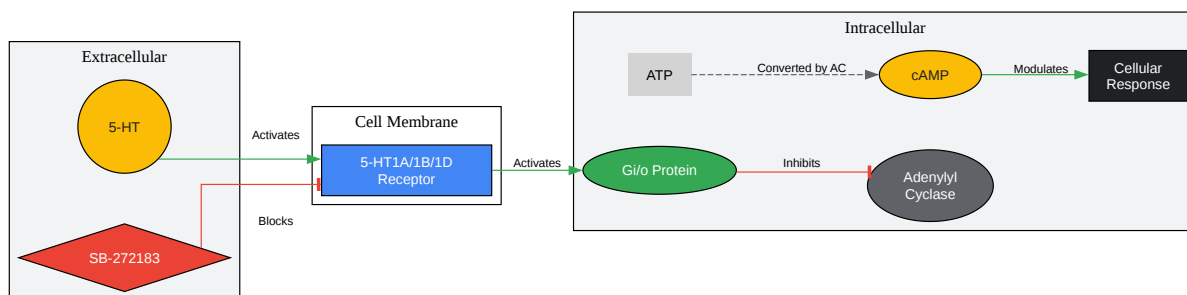 Extracellular
5-HT
Activates
SB-272183
Blocks
Cell Membrane
5-HT1A/1B/1D
Receptor
Activates
Intracellular
ATP
Converted by AC
cAMP
Modulates
Cellular
Response
Gi/o Protein
Inhibits
Adenylyl
Cyclase